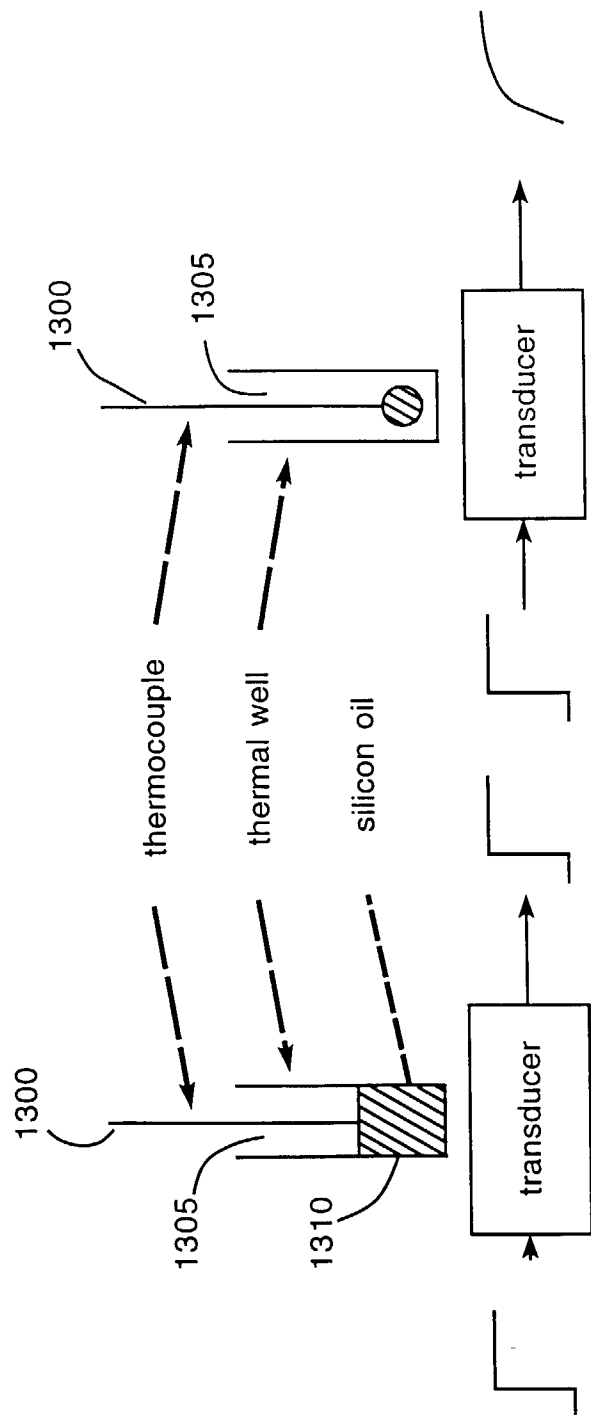 1300
1305
1310
thermocouple
thermal well
silicon oil
1300
1305
transducer
transducer